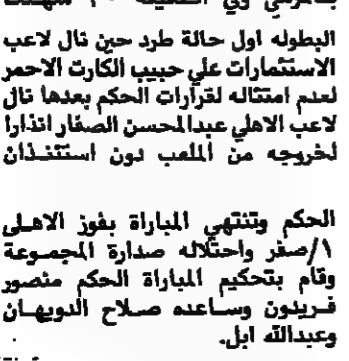 البطوله اول حالة طرد حين نال لاعب
الاستثمارات علي حبيب الكارت الاحمر
لعدم امتثاله لقرارات الحكم بعدها نال
لاعب الاهلي عبدالمحسن الصفار انذارا
لخروجه من الملعب دون استئذان
الحكم وتنتهي المباراة بفوز الاهلى
١/صفر واحتلاله صدارة المجموعة
وقام بتحكيم المباراة الحكم منصور
فريدون وساعده صلاح الدويهان
وعبدالله ابل.